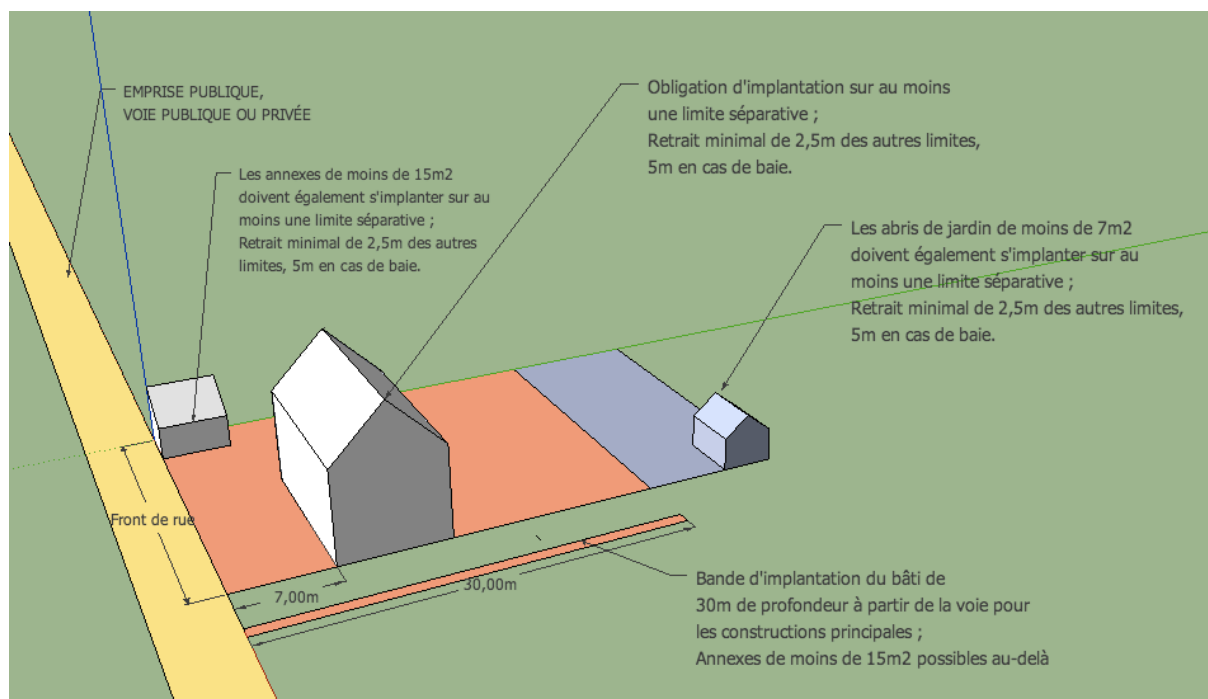 EMPRISE PUBLIQUE,
VOIE PUBLIQUE OU PRIVÉE
Les annexes de moins de 15m2
doivent également s'implanter sur au
moins une limite séparative ;
Retrait minimal de 2,5m des autres
limites, 5m en cas de baie.
Obligation d'implantation sur au moins
une limite séparative ;
Retrait minimal de 2,5m des autres limites,
5m en cas de baie.
Les abris de jardin de moins de 7m2
doivent également s'implanter sur au
moins une limite séparative ;
Retrait minimal de 2,5m des autres limites,
5m en cas de baie.
Front de rue
7,00m
30,00m
Bande d'implantation du bâti de
30m de profondeur à partir de la voie pour
les constructions principales ;
Annexes de moins de 15m2 possibles au-delà